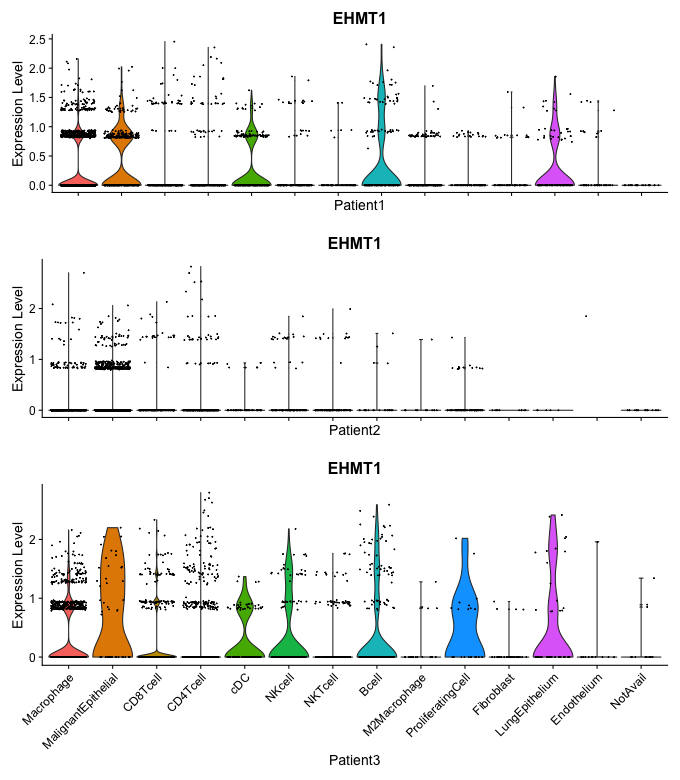 EHMT1
Expression Level
2.5
2.0
1.5
1.0
0.5
0.0
Patient1
EHMT1
Expression Level
2
1
0
Patient2
EHMT1
Expression Level
2
1
0
Macrophage
MalignantEpithelial
CD8Tcell
CD4Tcell
cDC
NKcell
NKTcell
Bcell
M2Macrophage
ProliferatingCell
Fibroblast
LungEpithelium
Endothelium
NotAvail
Patient3